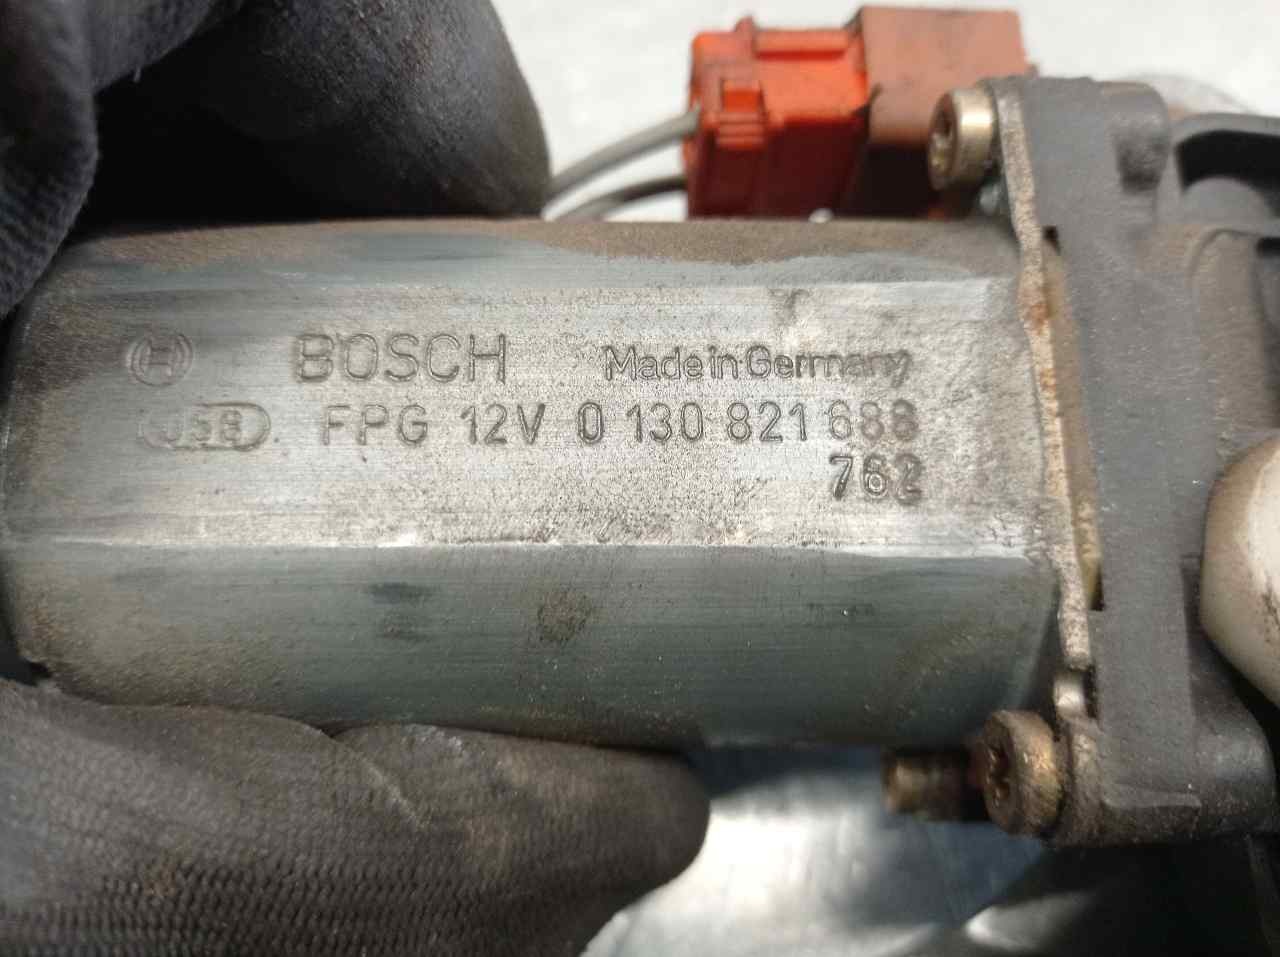 BOSCH Made in Germany
FPG 12V 0 130 821 688
762